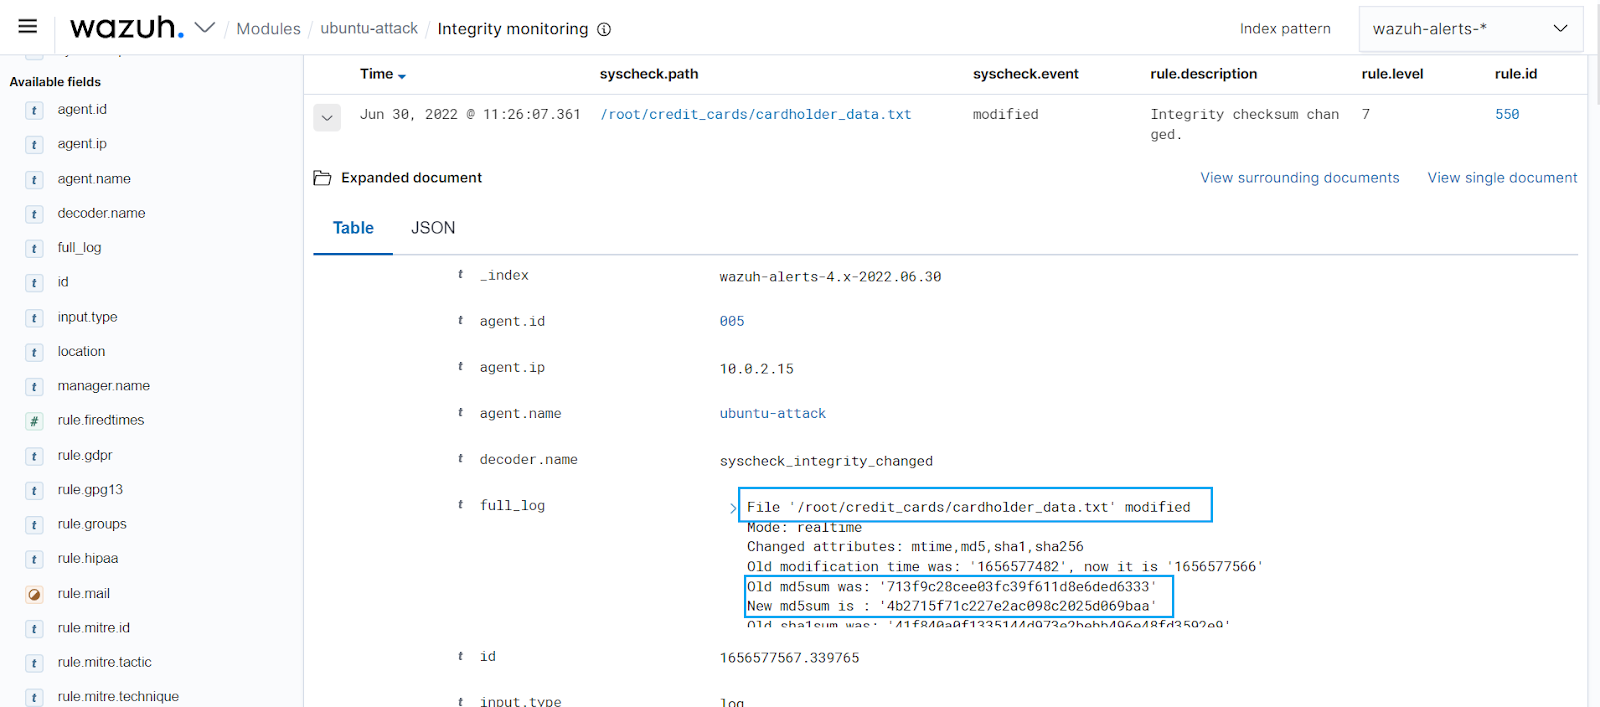 wazuh. / Modules / ubuntu-attack / Integrity monitoring Index pattern wazuh-alerts-*
Available fields
t agent.id
t agent.ip
t agent.name
t decoder.name
t full_log
t id
t input.type
t location
t manager.name
# rule.firedtimes
t rule.gdpr
t rule.gpg13
t rule.groups
t rule.hipaa
rule.mail
t rule.mitre.id
t rule.mitre.tactic
t rule.mitre.technique
Time syscheck.path syscheck.event rule.description rule.level rule.id
Jun 30, 2022 @ 11:26:07.361 /root/credit_cards/cardholder_data.txt modified Integrity checksum chan 7 550
ged.
Expanded document View surrounding documents View single document
Table JSON
t _index wazuh-alerts-4.x-2022.06.30
t agent.id 005
t agent.ip 10.0.2.15
t agent.name ubuntu-attack
t decoder.name syscheck_integrity_changed
t full_log File '/root/credit_cards/cardholder_data.txt' modified
Mode: realtime
Changed attributes: mtime,md5,sha1,sha256
Old modification time was: '1656577482', now it is '1656577566'
Old md5sum was: '713f9c28cee03fc39f611d8e6ded6333'
New md5sum is : '4b2715f71c227e2ac098c2025d069baa'
Old sha1sum was: '41f840a0f1335144d973e2bebb496e48fd3592e9'
t id 1656577567.339765
t input.type log